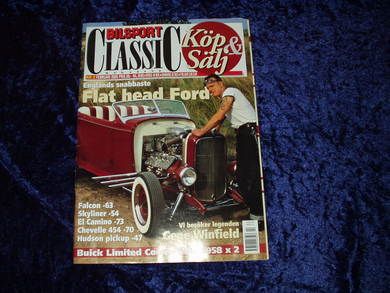 BILSPORT
CLASSIC
Köp
& Sälj
Englands snabbaste
Flat head Ford
Falcon -63
Skyliner -54
El Camino -73
Chevelle 454 -70
Hudson pickup -47
Vi besöker legenden
Gene Winfield
Buick Limited 1958 x 2